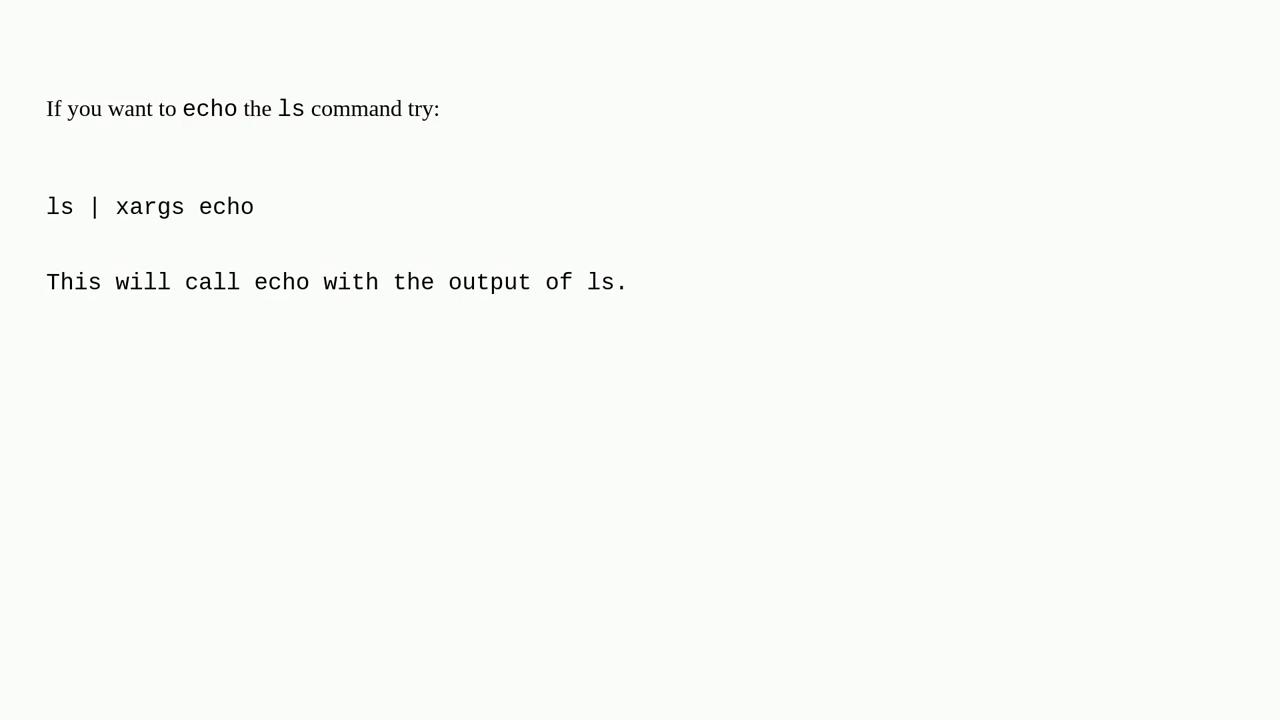 If you want to echo the ls command try:
ls | xargs echo
This will call echo with the output of ls.